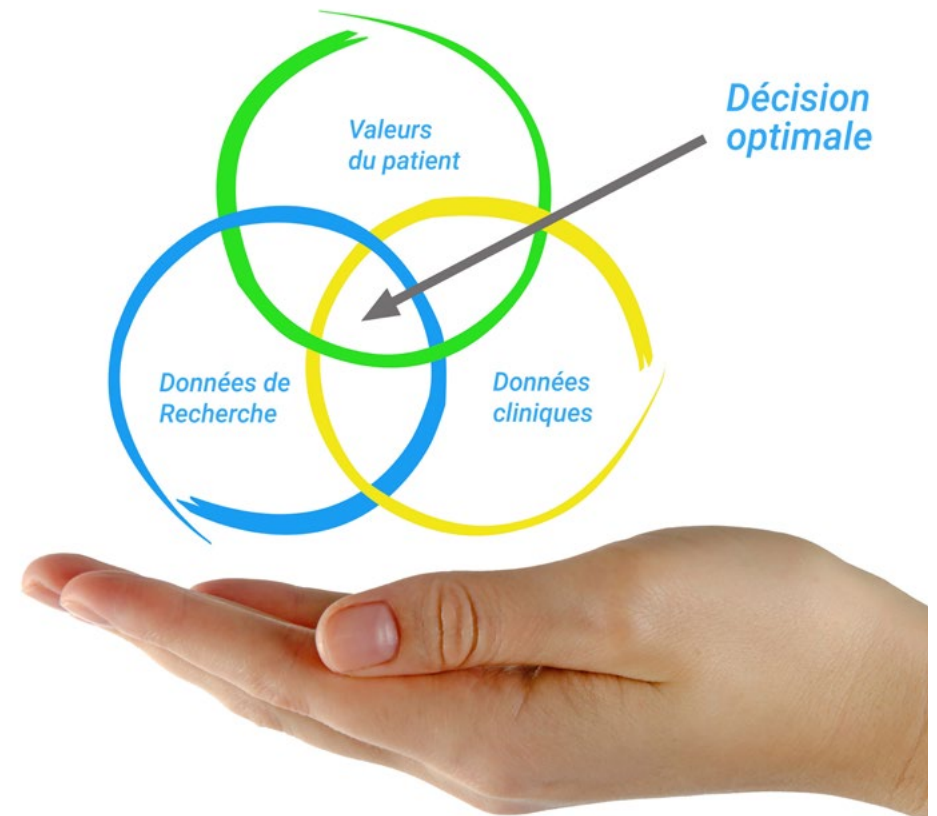 Décision
optimale
Valeurs
du patient
Données de
Recherche
Données
cliniques